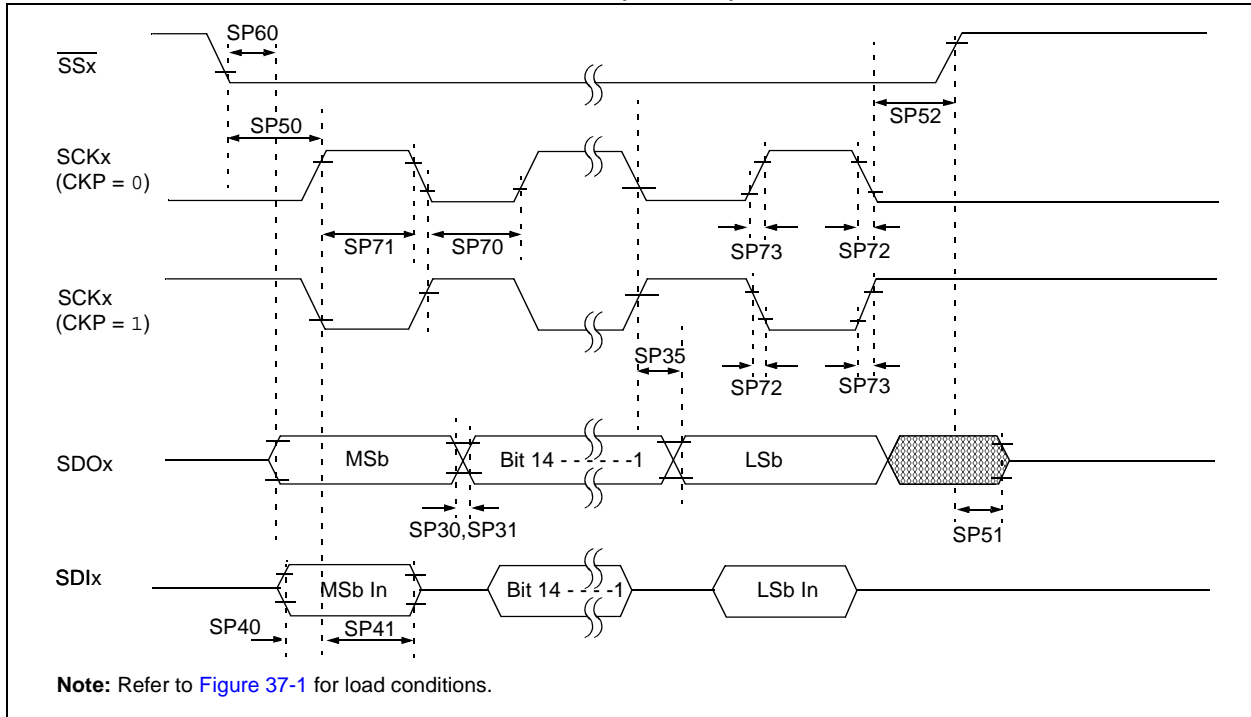 SP60
SSx
SP50
SP52
SCKx
(CKP = 0)
SP71
SP70
SP73
SP72
SCKx
(CKP = 1)
SP35
SP72
SP73
SDOx
MSb
Bit 14 - - - - - -1
LSb
SP30,SP31
SP51
SDIx
MSb In
Bit 14 - - - -1
LSb In
SP40
SP41
Note: Refer to Figure 37-1 for load conditions.